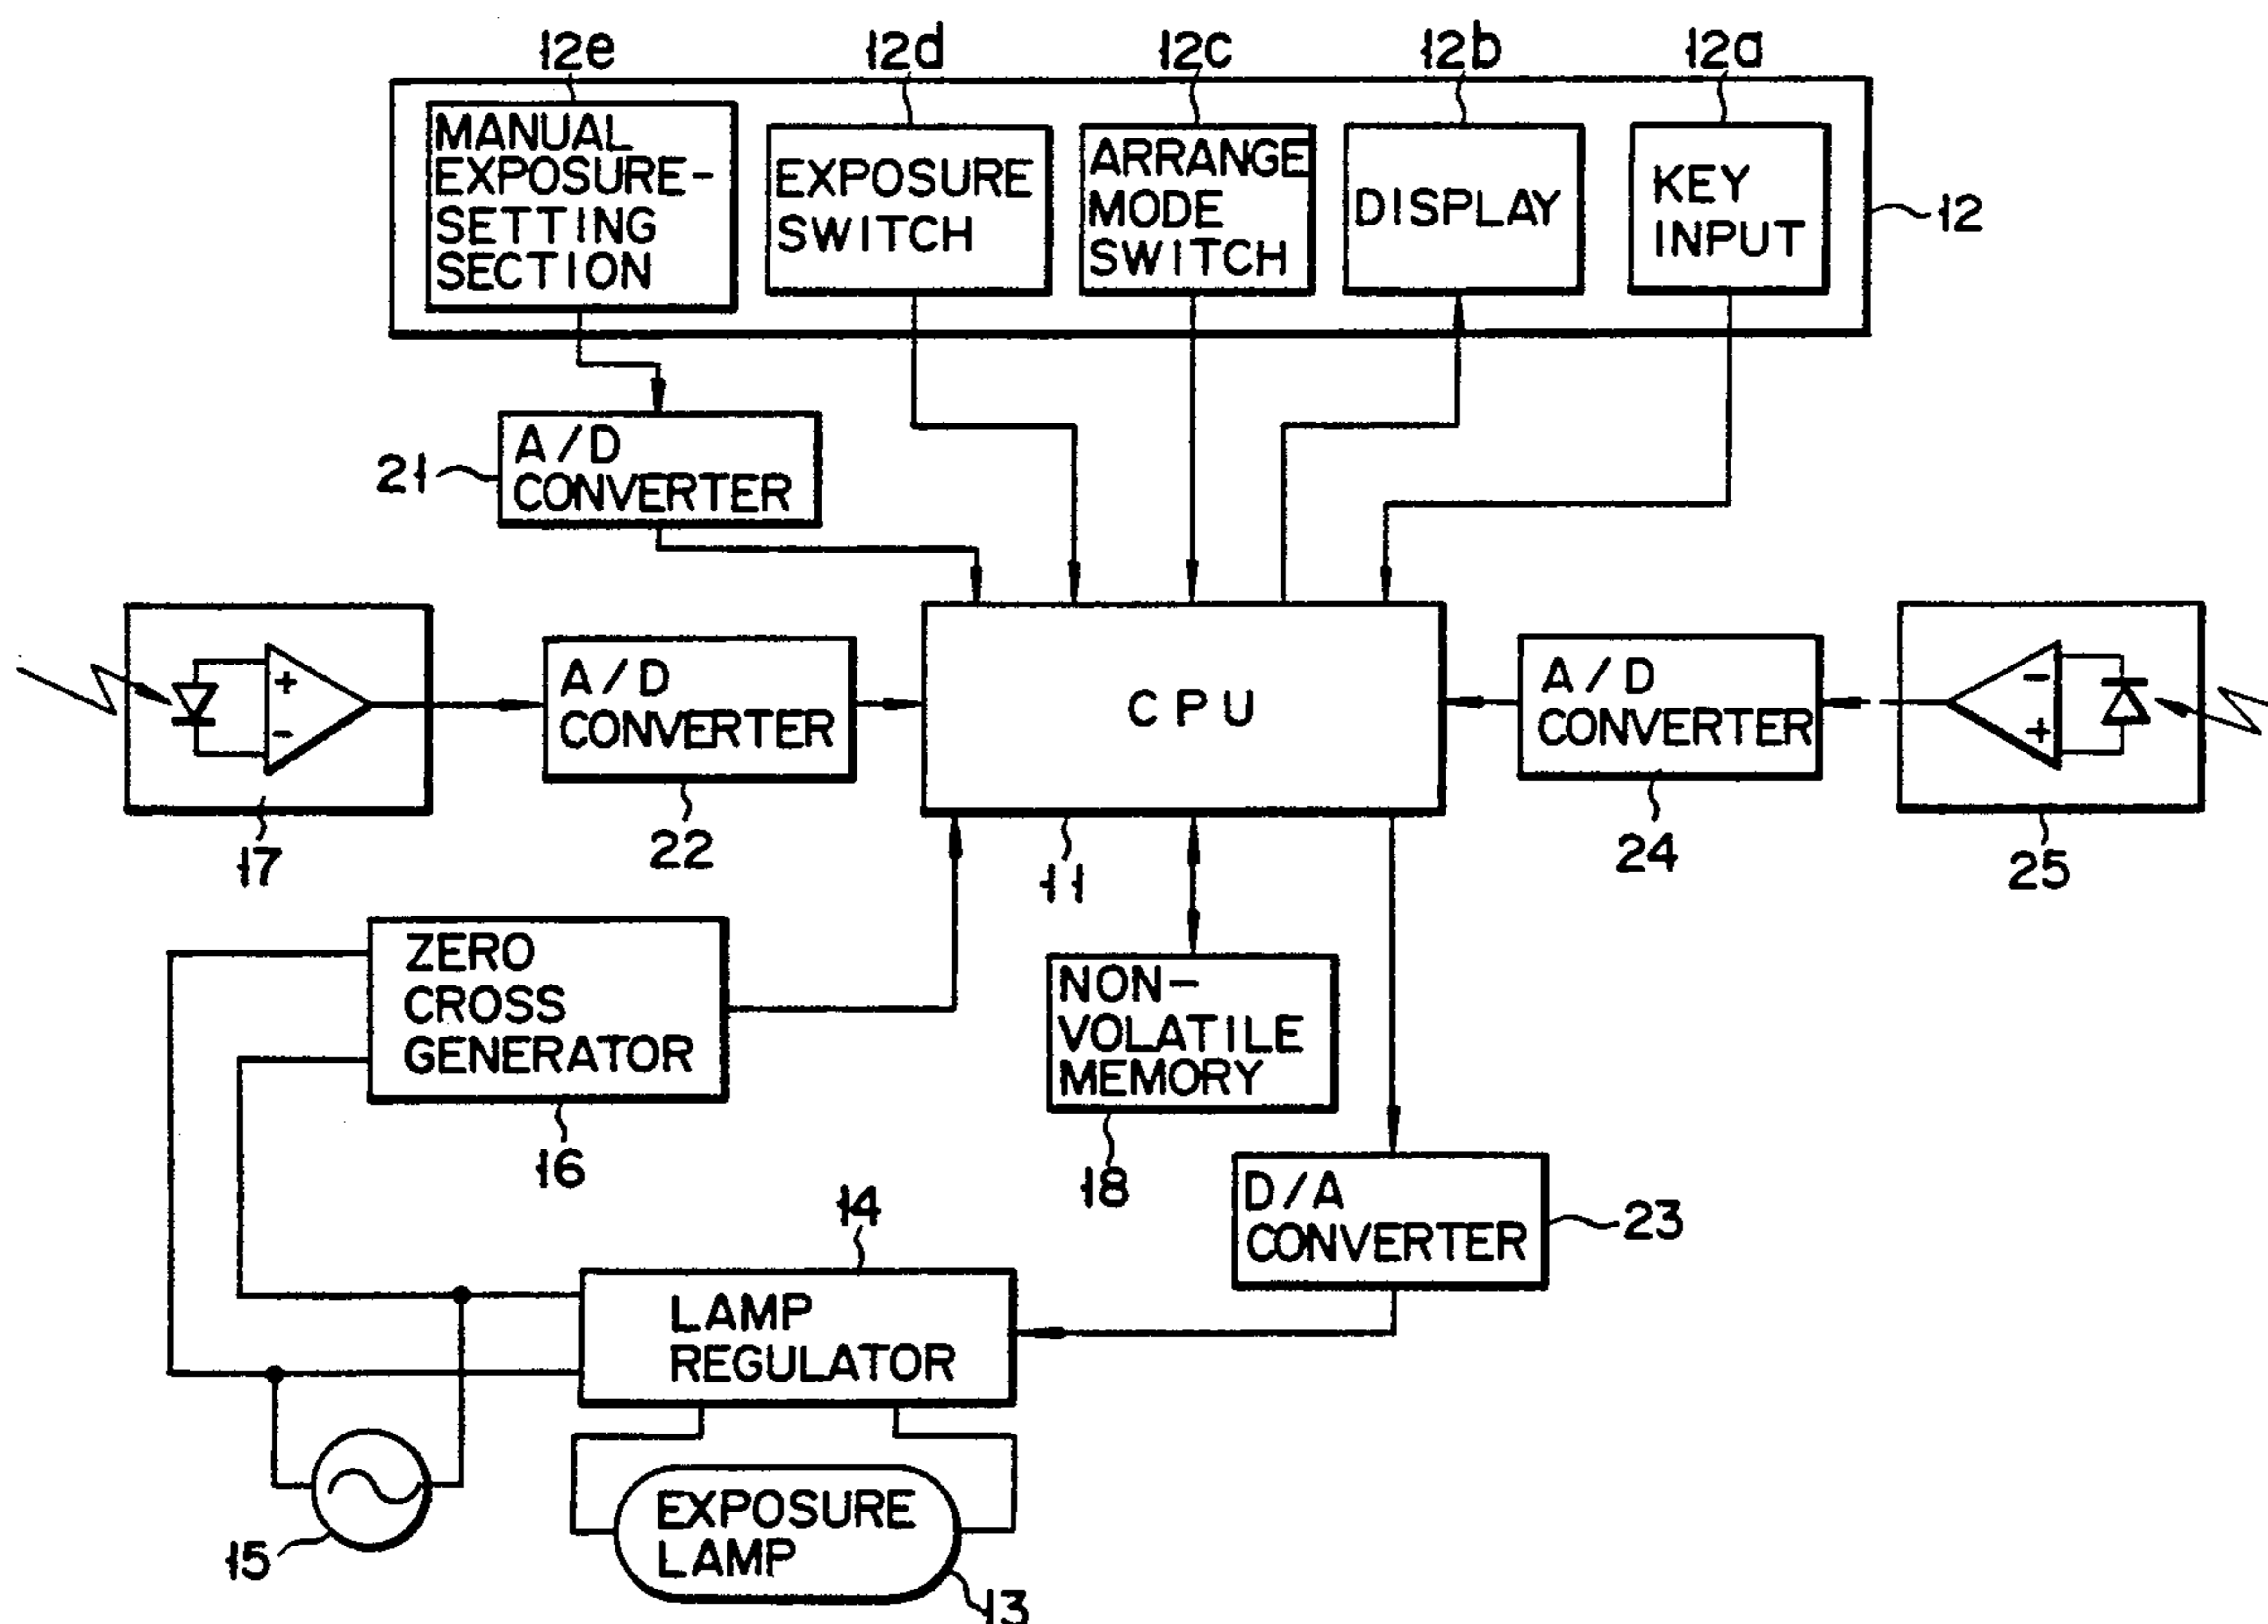 12e
12d
12c
12b
12a
MANUAL
EXPOSURE-
SETTING
SECTION
EXPOSURE
SWITCH
ARRANGE
MODE
SWITCH
DISPLAY
KEY
INPUT
12
21
A/D
CONVERTER
+
-
17
A/D
CONVERTER
22
CPU
11
A/D
CONVERTER
24
-
+
25
ZERO
CROSS
GENERATOR
16
NON-
VOLATILE
MEMORY
18
D/A
CONVERTER
23
14
LAMP
REGULATOR
15
EXPOSURE
LAMP
13